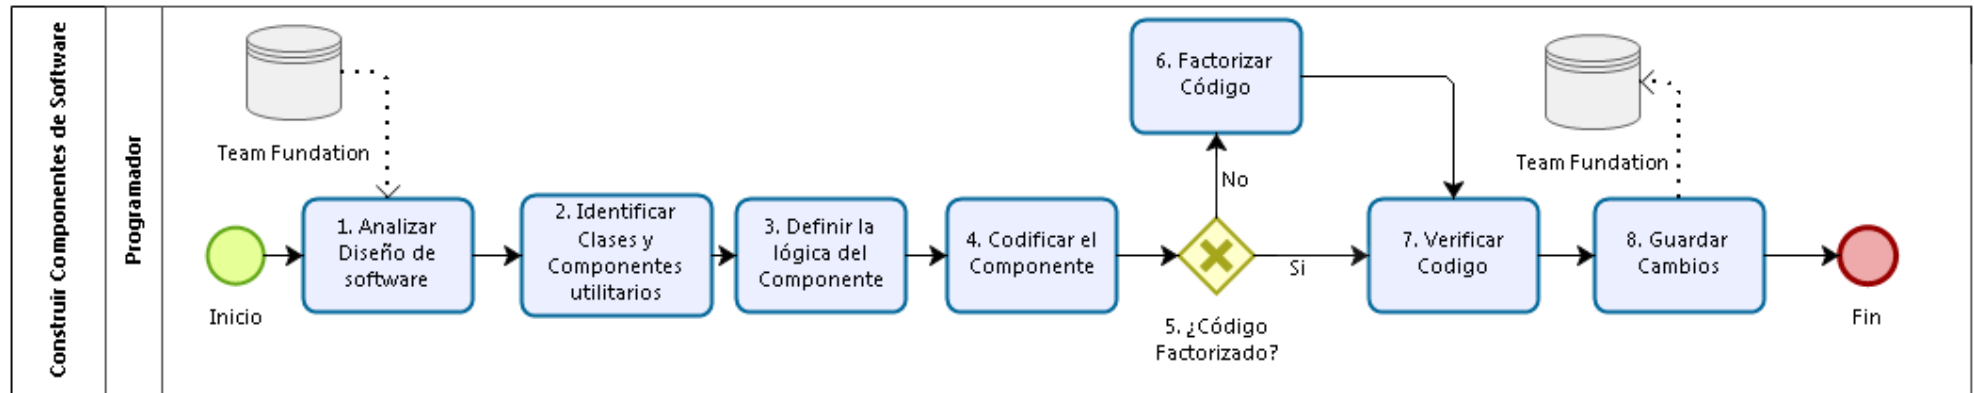 Construir Componentes de Software
Programador
Team Fundation
Inicio
1. Analizar
Diseño de
software
2. Identificar
Clases y
Componentes
utilitarios
3. Definir la
lógica del
Componente
4. Codificar el
Componente
5. ¿Código
Factorizado?
No
Si
6. Factorizar
Código
7. Verificar
Codigo
Team Fundation
8. Guardar
Cambios
Fin